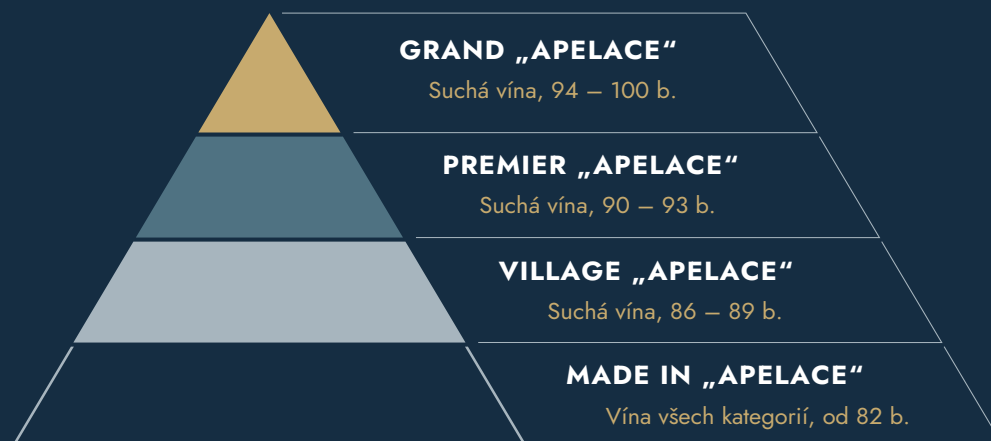 GRAND „APELACE“
Suchá vína, 94 – 100 b.
PREMIER „APELACE“
Suchá vína, 90 – 93 b.
VILLAGE „APELACE“
Suchá vína, 86 – 89 b.
MADE IN „APELACE“
Vína všech kategorií, od 82 b.